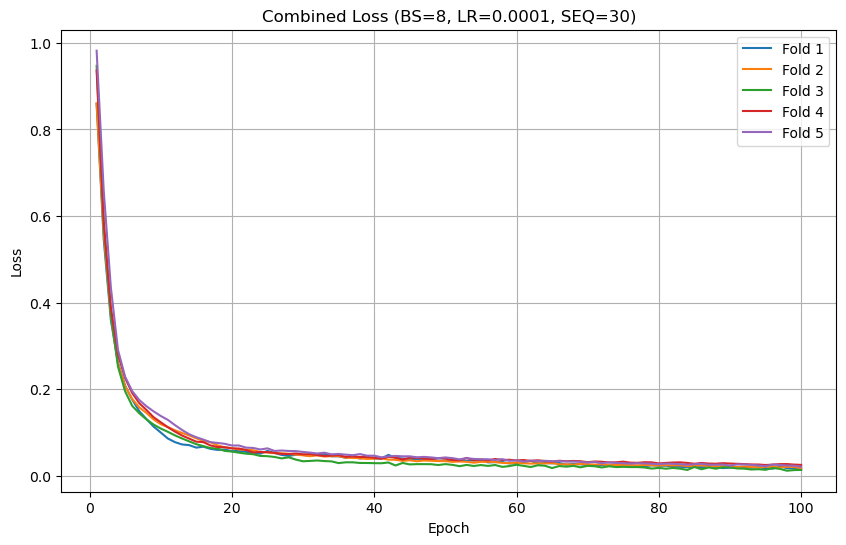 Combined Loss (BS=8, LR=0.0001, SEQ=30)
1.0
0.8
0.6
0.4
0.2
0.0
Loss
Fold 1
Fold 2
Fold 3
Fold 4
Fold 5
0
20
40
60
80
100
Epoch